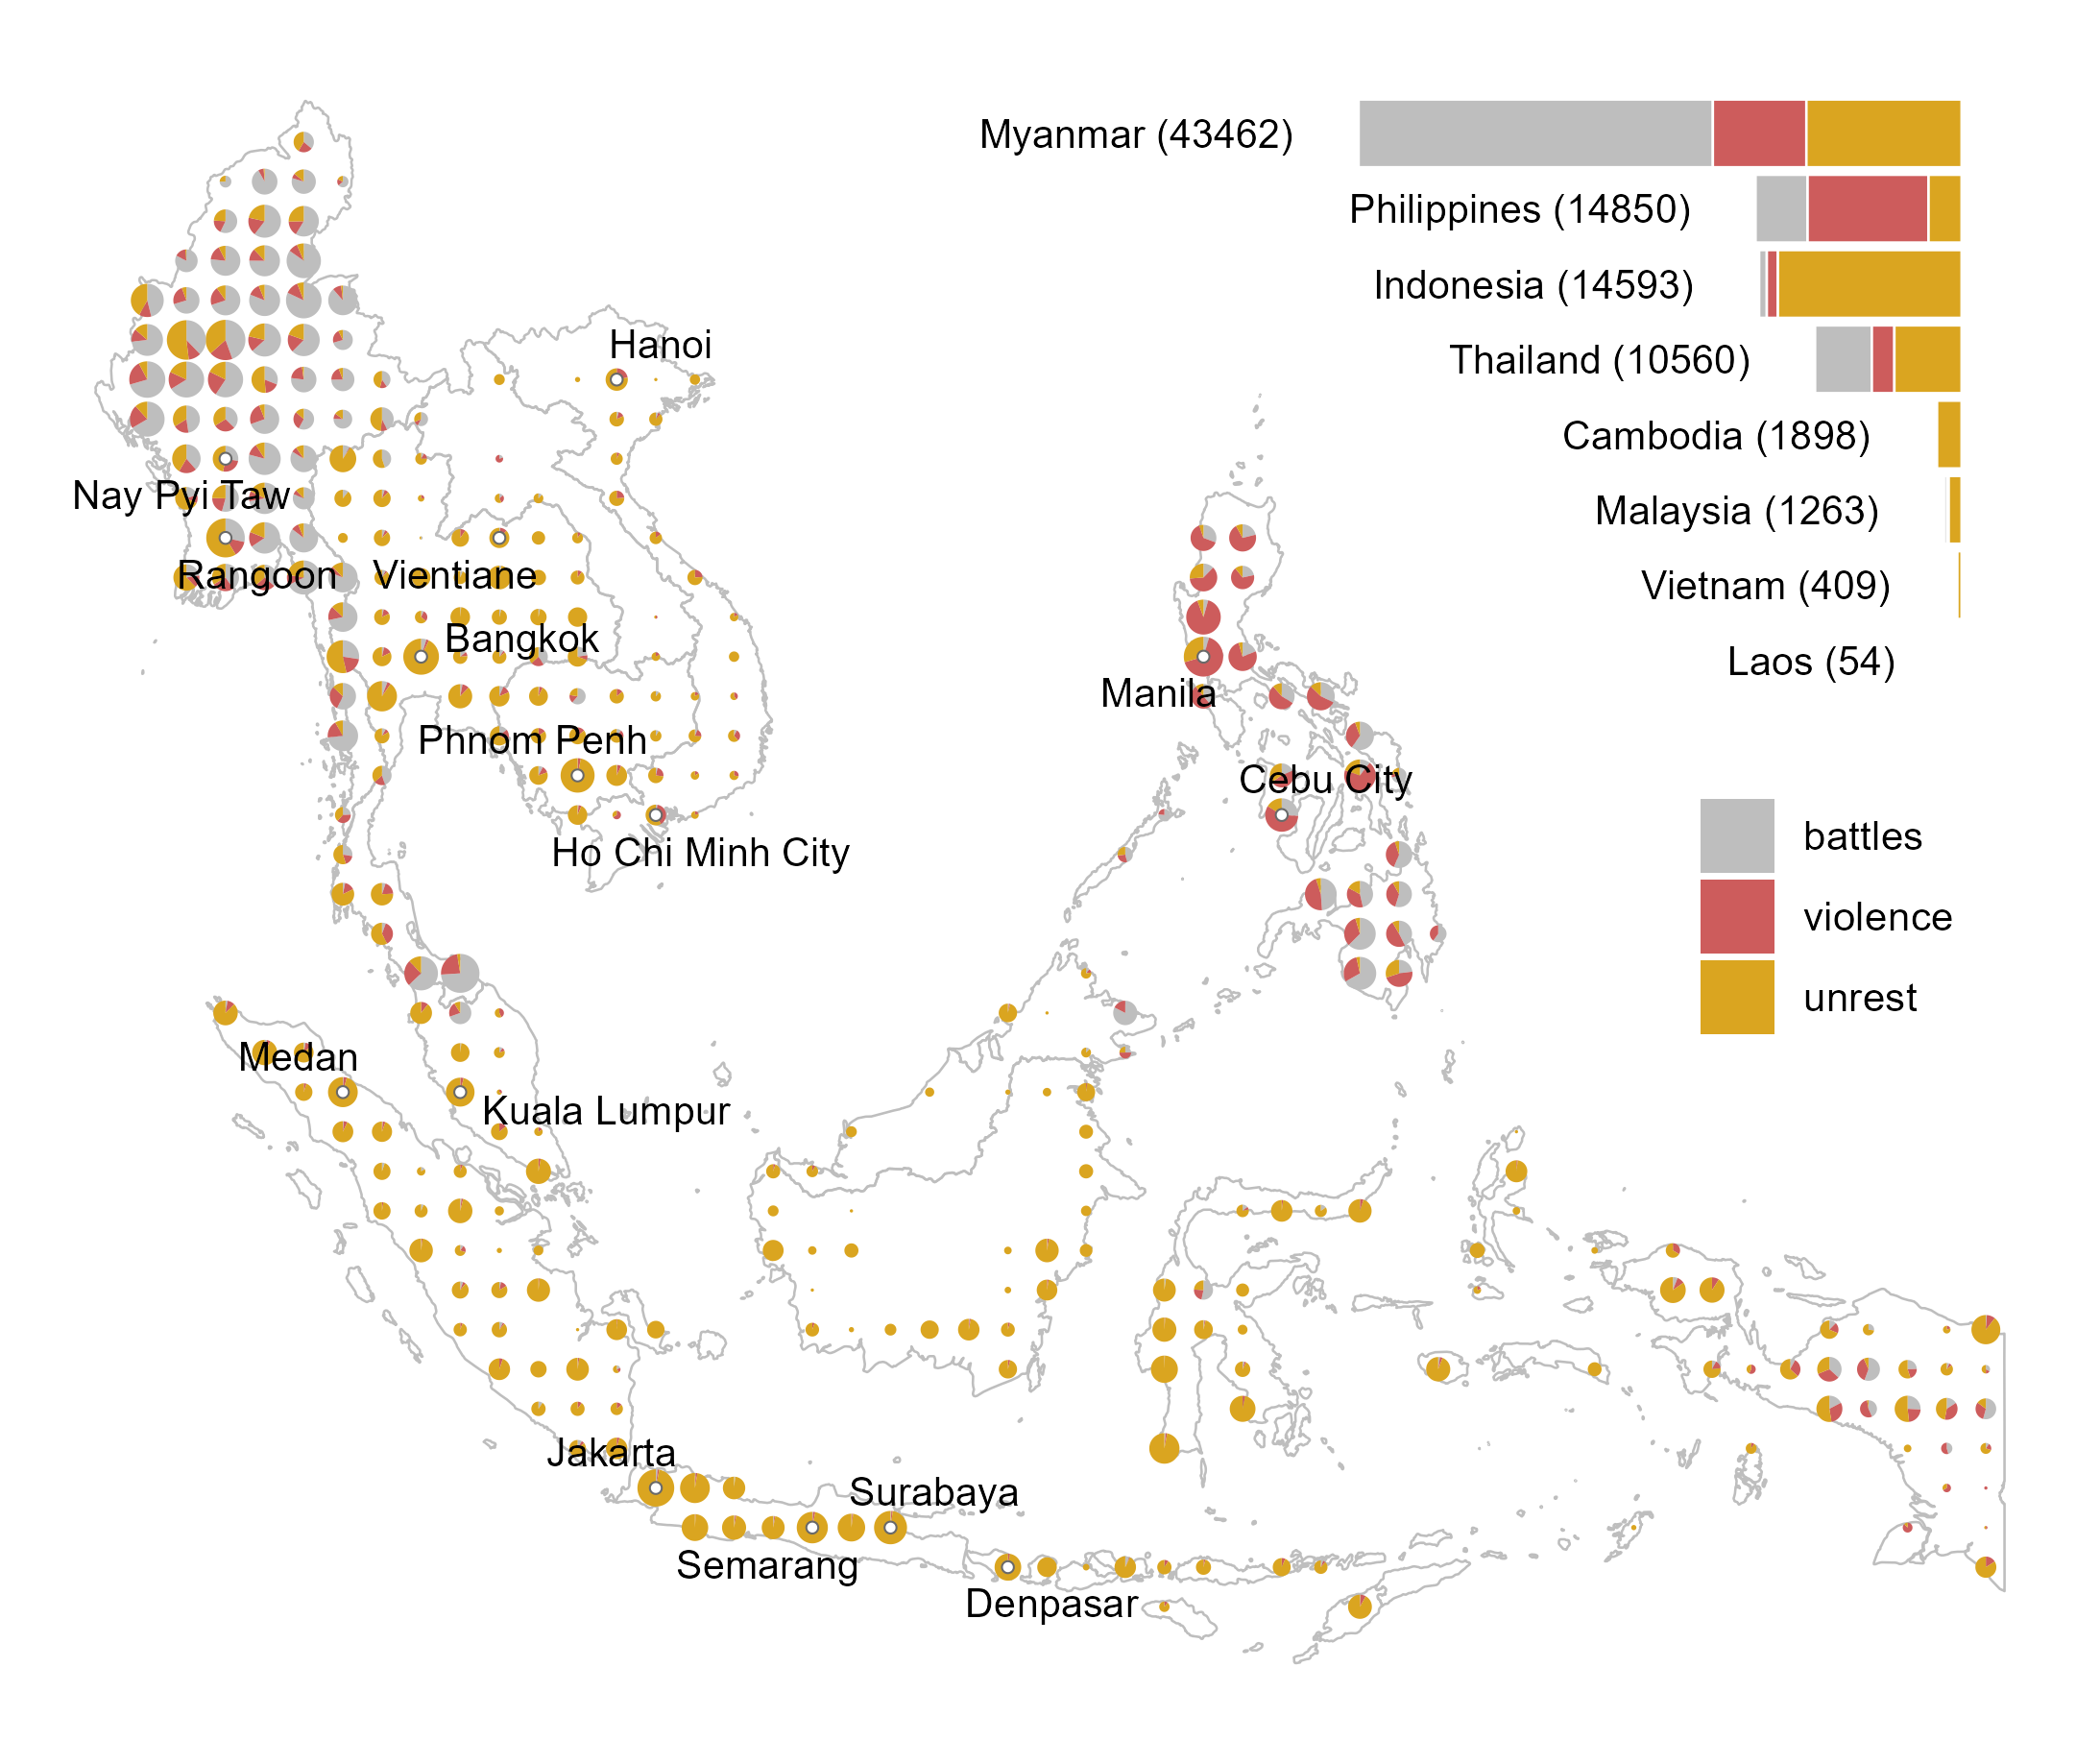 Myanmar (43462)
Philippines (14850)
Indonesia (14593)
Thailand (10560)
Cambodia (1898)
Malaysia (1263)
Vietnam (409)
Laos (54)
Hanoi
Nay Pyi Taw
Rangoon
Vientiane
Bangkok
Manila
Phnom Penh
Cebu City
Ho Chi Minh City
battles
violence
unrest
Medan
Kuala Lumpur
Jakarta
Surabaya
Semarang
Denpasar